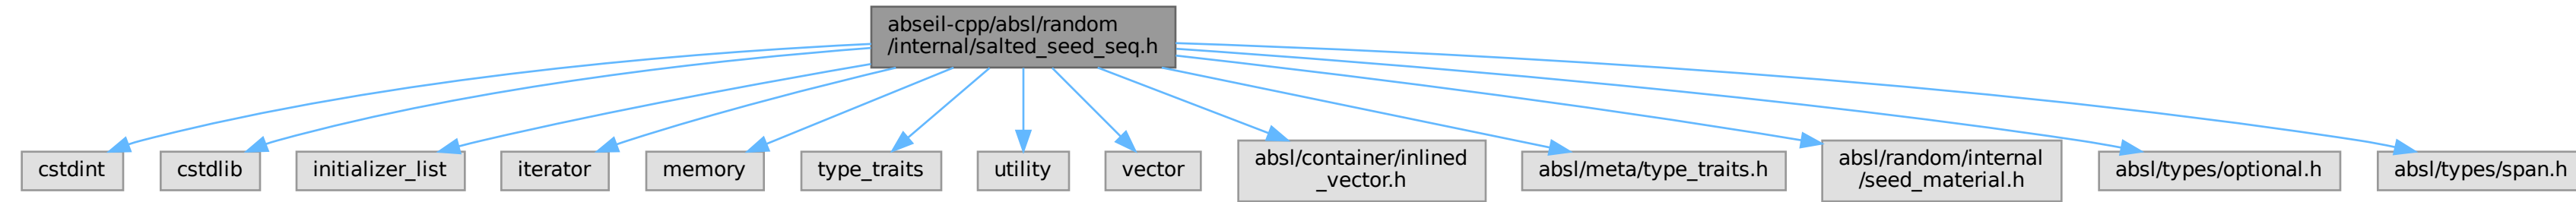 abseil-cpp/absl/random
/internal/salted_seed_seq.h
cstdint
cstdlib
initializer_list
iterator
memory
type_traits
utility
vector
absl/container/inlined
_vector.h
absl/meta/type_traits.h
absl/random/internal
/seed_material.h
absl/types/optional.h
absl/types/span.h